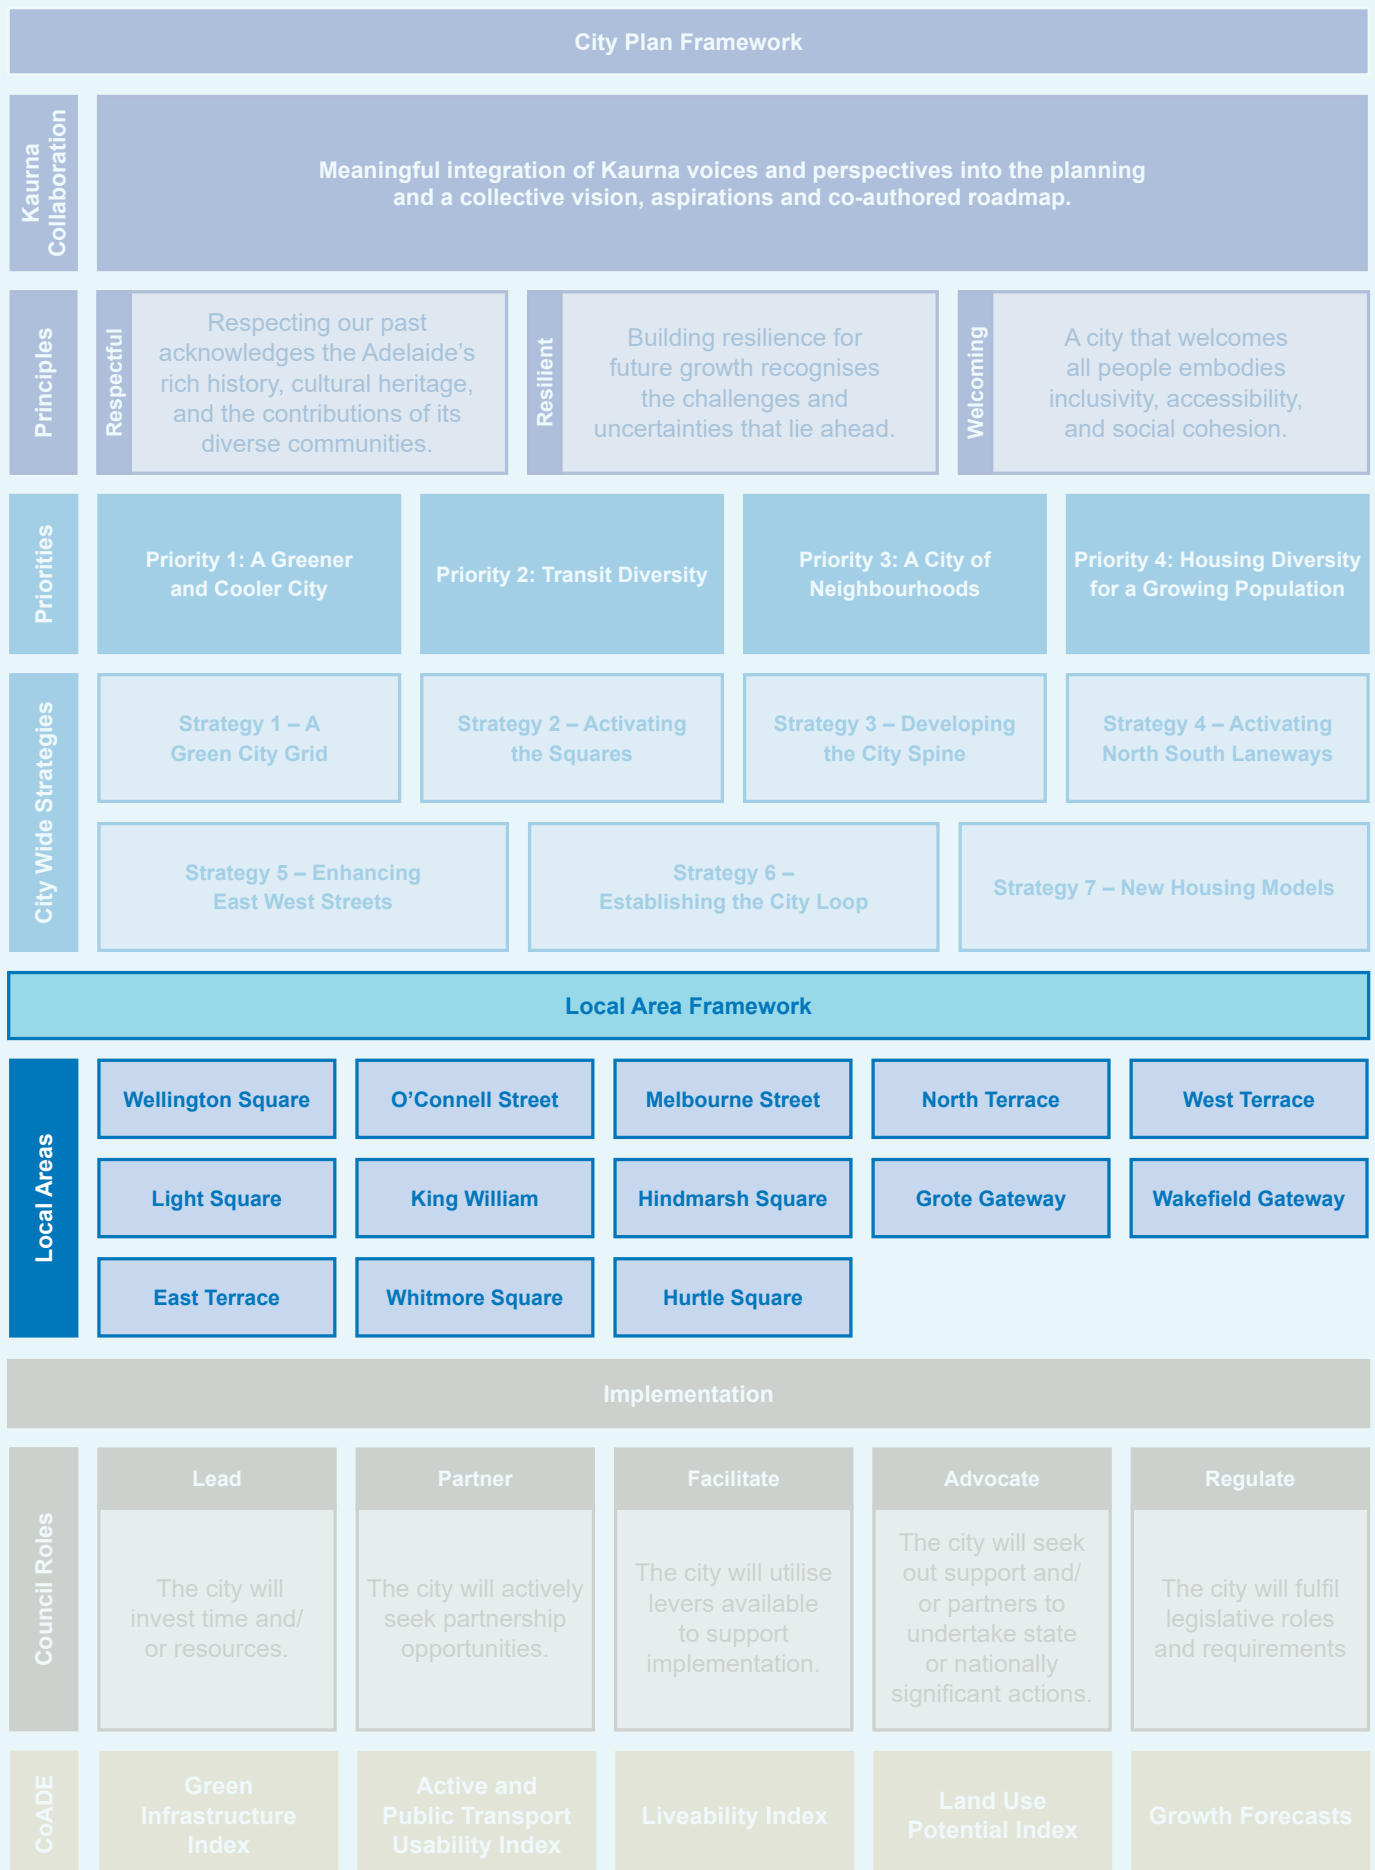 City Plan Framework
Kaurna
Collaboration
Meaningful integration of Kaurna voices and perspectives into the planning
and a collective vision, aspirations and co-authored roadmap.
Principles
Respectful
Respecting our past
acknowledges the Adelaide’s
rich history, cultural heritage,
and the contributions of its
diverse communities.
Resilient
Building resilience for
future growth recognises
the challenges and
uncertainties that lie ahead.
Welcoming
A city that welcomes
all people embodies
inclusivity, accessibility,
and social cohesion.
Priorities
Priority 1: A Greener
and Cooler City
Priority 2: Transit Diversity
Priority 3: A City of
Neighbourhoods
Priority 4: Housing Diversity
for a Growing Population
City Wide Strategies
Strategy 1 – A
Green City Grid
Strategy 2 – Activating
the Squares
Strategy 3 – Developing
the City Spine
Strategy 4 – Activating
North South Laneways
Strategy 5 – Enhancing
East West Streets
Strategy 6 –
Establishing the City Loop
Strategy 7 – New Housing Models
Local Area Framework
Local Areas
Wellington Square
O’Connell Street
Melbourne Street
North Terrace
West Terrace
Light Square
King William
Hindmarsh Square
Grote Gateway
Wakefield Gateway
East Terrace
Whitmore Square
Hurtle Square
Implementation
Council Roles
Lead
The city will
invest time and/
or resources.
Partner
The city will actively
seek partnership
opportunities.
Facilitate
The city will utilise
levers available
to support
implementation.
Advocate
The city will seek
out support and/
or partners to
undertake state
or nationally
significant actions.
Regulate
The city will fulfil
legislative roles
and requirements
CoADE
Green
Infrastructure
Index
Active and
Public Transport
Usability Index
Liveability Index
Land Use
Potential Index
Growth Forecasts